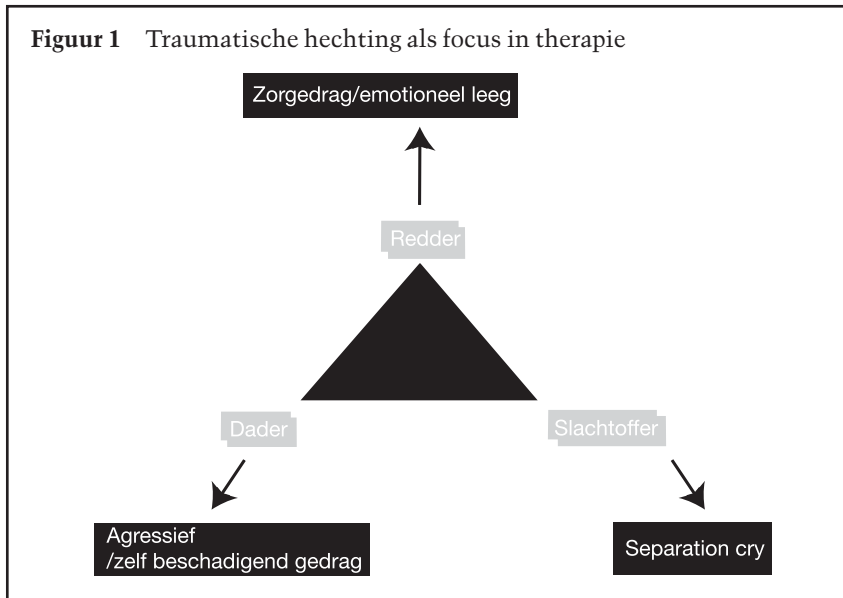 Figuur 1 Traumatische hechting als focus in therapie
Zorgedrag/emotioneel leeg
Redder
Dader
Slachtoffer
Agressief
/zelf beschadigend gedrag
Separation cry